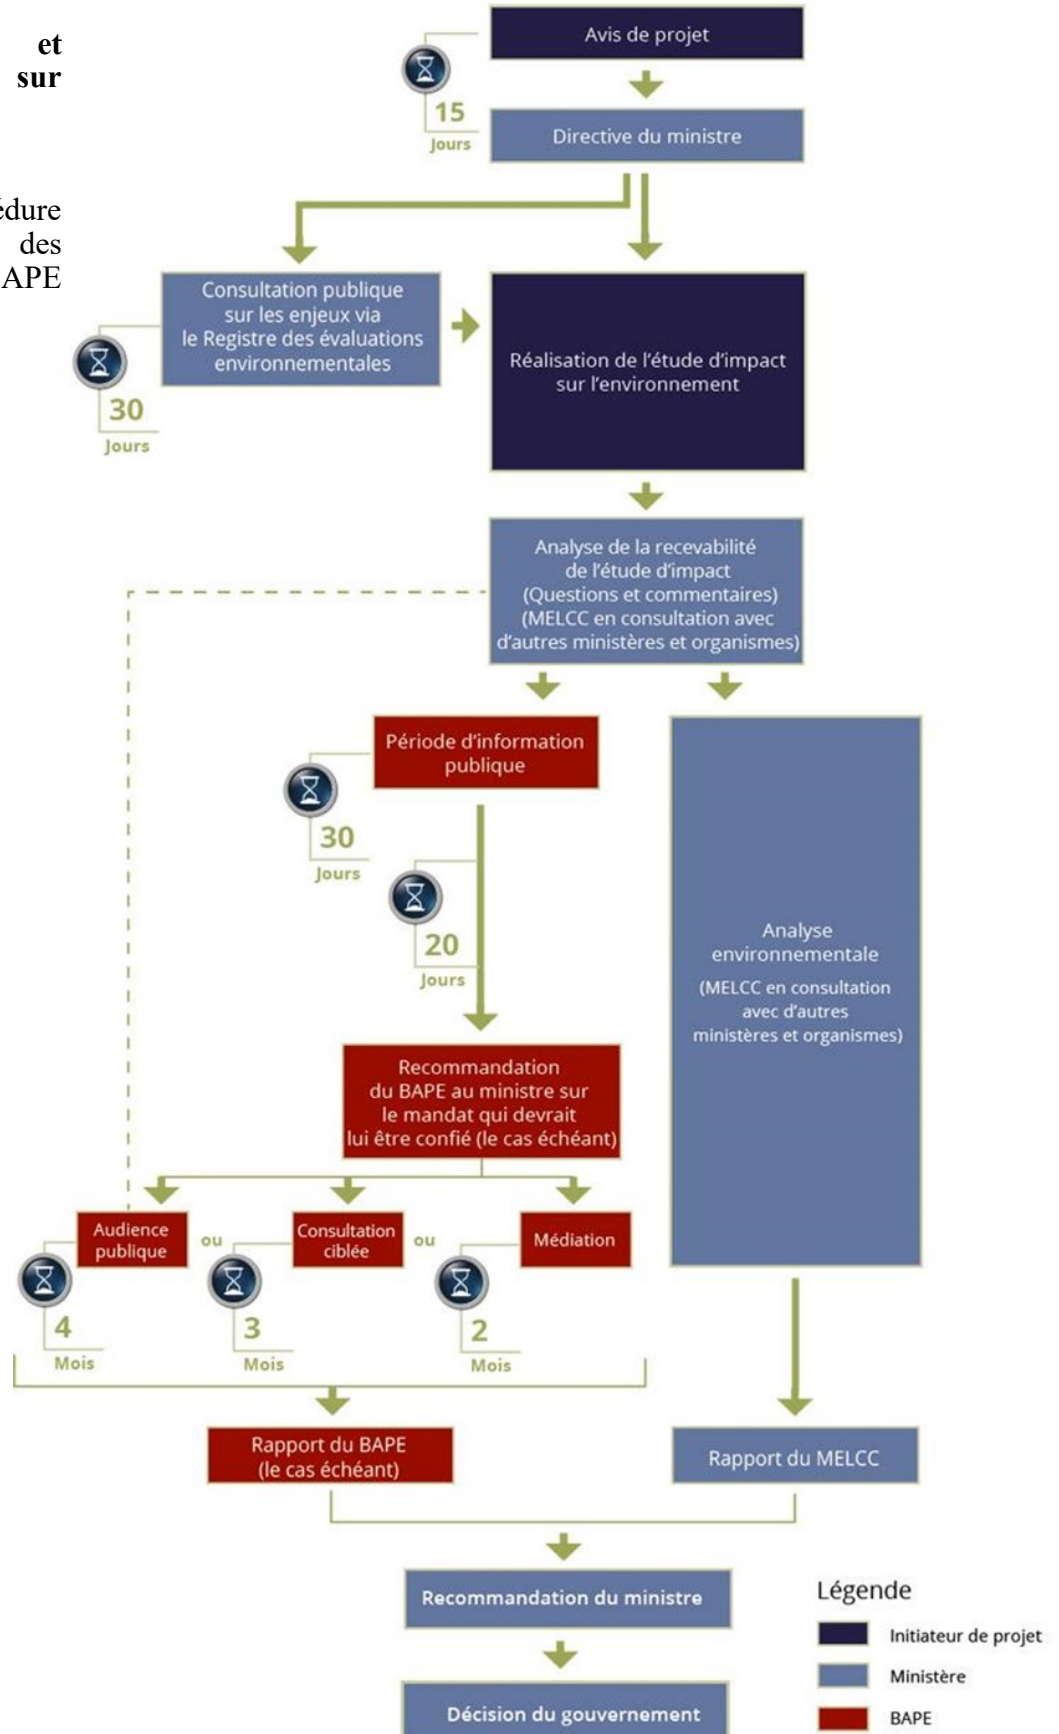 et
sur
édure
des
APE
Avis de projet
15
Jours
Directive du ministre
Consultation publique
sur les enjeux via
le Registre des évaluations
environnementales
30
Jours
Réalisation de l’étude d’impact
sur l’environnement
Analyse de la recevabilité
de l’étude d’impact
(Questions et commentaires)
(MELCC en consultation avec
d’autres ministères et organismes)
Période d’information
publique
30
Jours
20
Jours
Analyse
environnementale
(MELCC en consultation
avec d’autres
ministères et organismes)
Recommandation
du BAPE au ministre sur
le mandat qui devrait
lui être confié (le cas échéant)
Audience
publique
ou
Consultation
ciblée
ou
Médiation
4
Mois
3
Mois
2
Mois
Rapport du BAPE
(le cas échéant)
Rapport du MELCC
Recommandation du ministre
Décision du gouvernement
Légende
Initiateur de projet
Ministère
BAPE